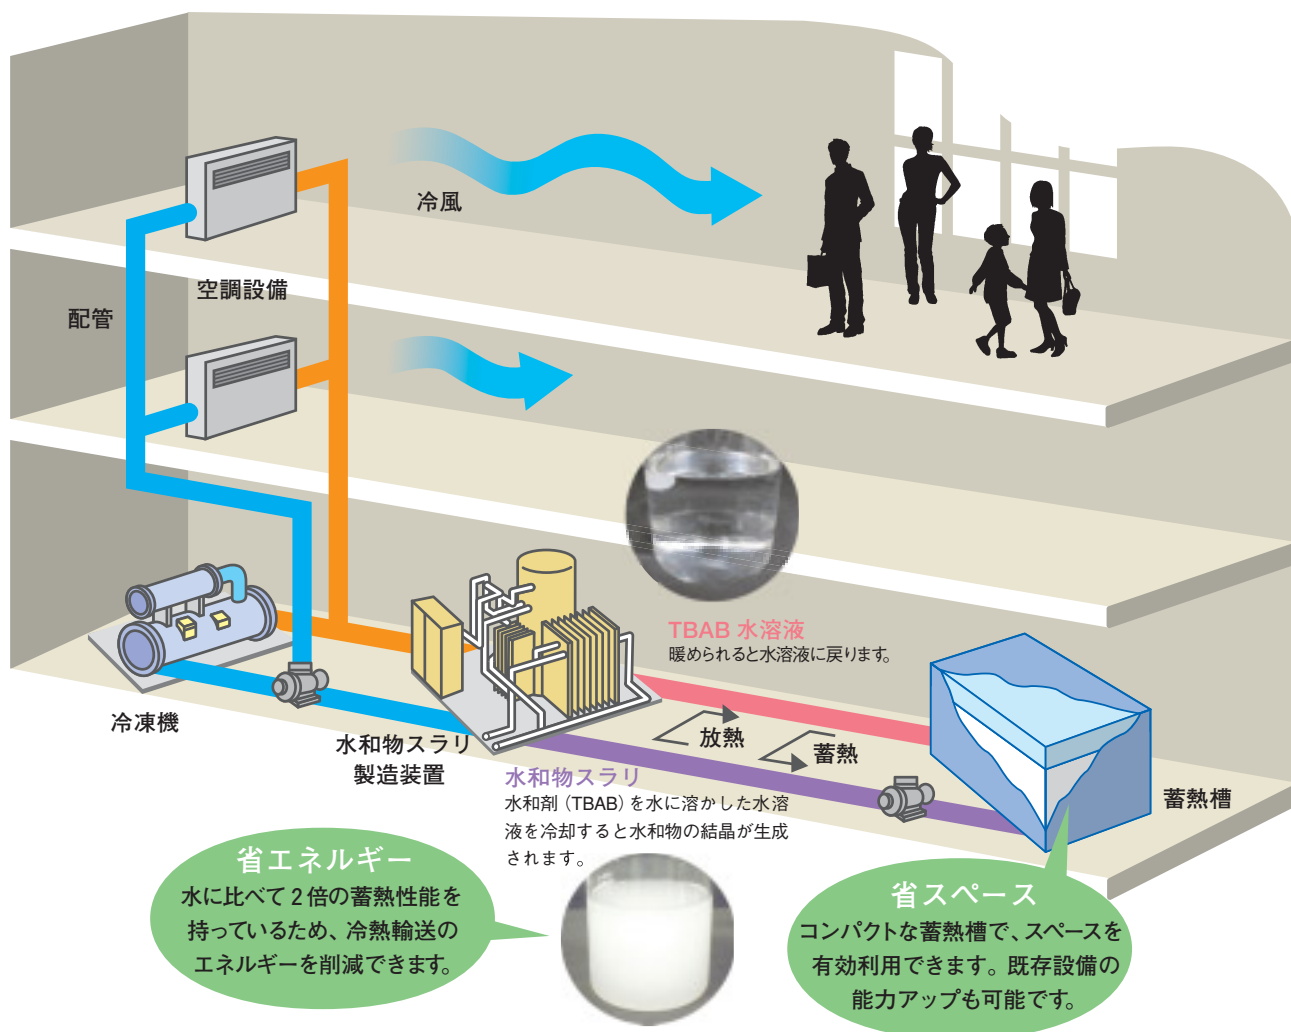 冷風
空調設備
配管
TBAB 水溶液
暖められると水溶液に戻ります。
冷凍機
水和物スラリ
製造装置
放熱
蓄熱
蓄熱槽
水和物スラリ
水和剤（TBAB）を水に溶かした水溶
液を冷却すると水和物の結晶が生成
されます。
省エネルギー
水に比べて2倍の蓄熱性能を
持っているため、冷熱輸送の
エネルギーを削減できます。
省スペース
コンパクトな蓄熱槽で、スペースを
有効利用できます。既存設備の
能力アップも可能です。